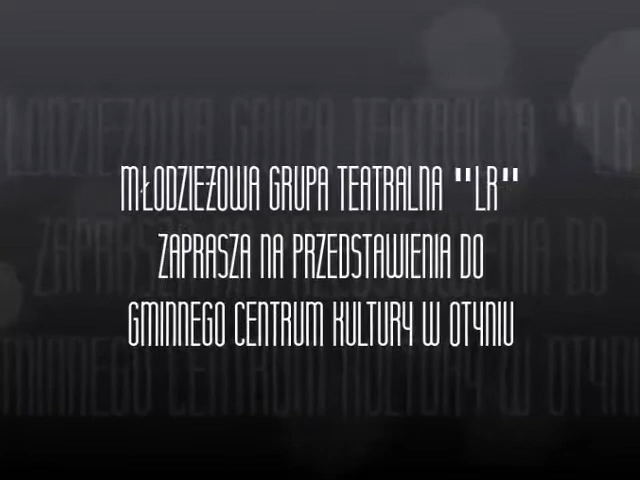 MŁODZIEŻOWA GRUPA TEATRALNA "LR"
ZAPRASZA NA PRZEDSTAWIENIA DO
GMINNEGO CENTRUM KULTURY W OTYNIU